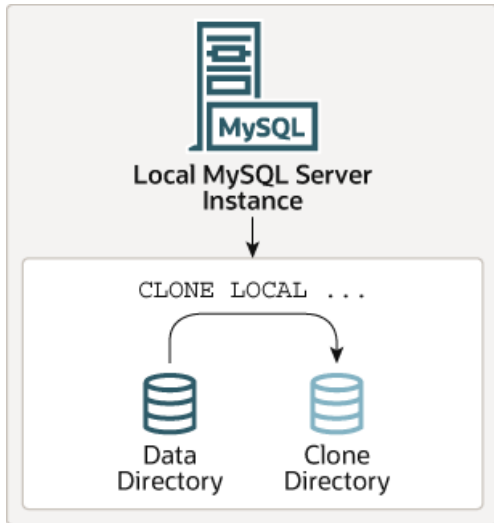 MySQL
Local MySQL Server
Instance
CLONE LOCAL ...
Data
Directory
Clone
Directory